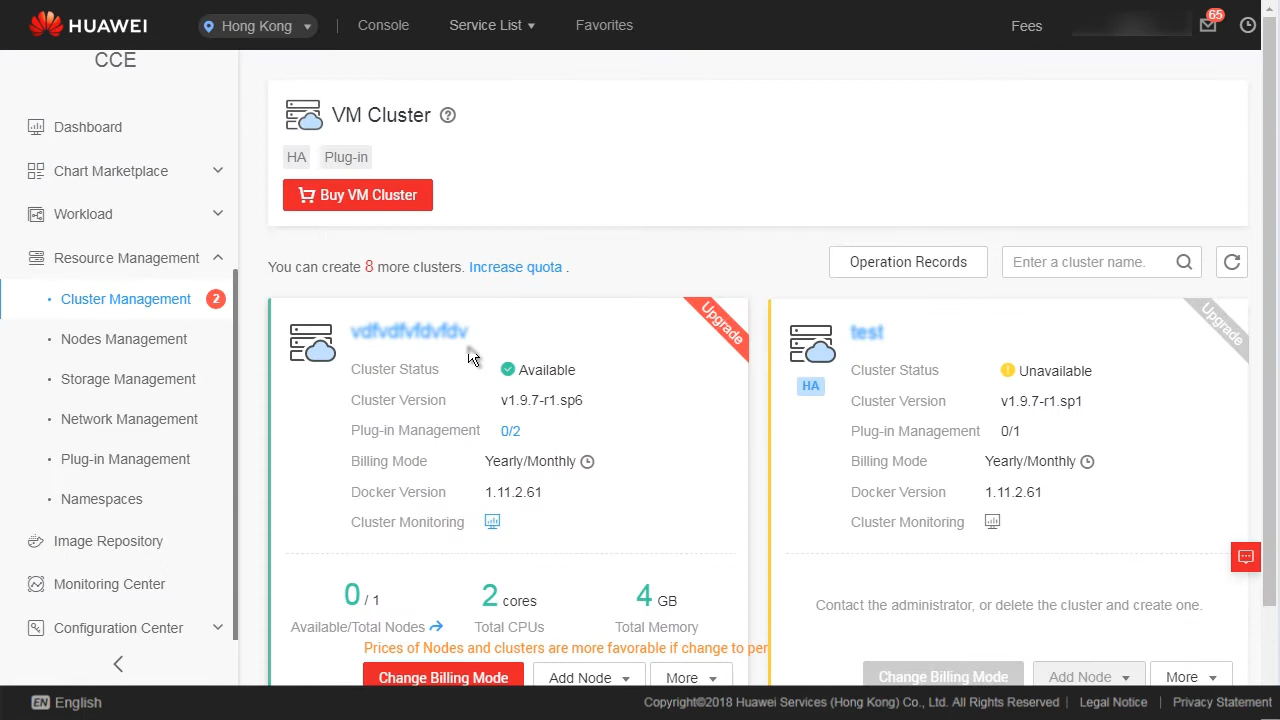 HUAWEI
Hong Kong
Console
Service List
Favorites
Fees
65
CCE
Dashboard
Chart Marketplace
Workload
Resource Management
Cluster Management 2
Nodes Management
Storage Management
Network Management
Plug-in Management
Namespaces
Image Repository
Monitoring Center
Configuration Center
VM Cluster ?
HA Plug-in
Buy VM Cluster
You can create 8 more clusters. Increase quota .
Operation Records
Enter a cluster name.
Upgrade
Cluster Status Available
Cluster Version v1.9.7-r1.sp6
Plug-in Management 0/2
Billing Mode Yearly/Monthly
Docker Version 1.11.2.61
Cluster Monitoring
0 / 1
Available/Total Nodes
2 cores
Total CPUs
4 GB
Total Memory
Prices of Nodes and clusters are more favorable if change to per
Change Billing Mode
Add Node
More
Upgrade
test
HA
Cluster Status Unavailable
Cluster Version v1.9.7-r1.sp1
Plug-in Management 0/1
Billing Mode Yearly/Monthly
Docker Version 1.11.2.61
Cluster Monitoring
Contact the administrator, or delete the cluster and create one.
Change Billing Mode
Add Node
More
EN English
Copyright©2018 Huawei Services (Hong Kong) Co., Ltd. All Rights Reserved | Legal Notice | Privacy Statement